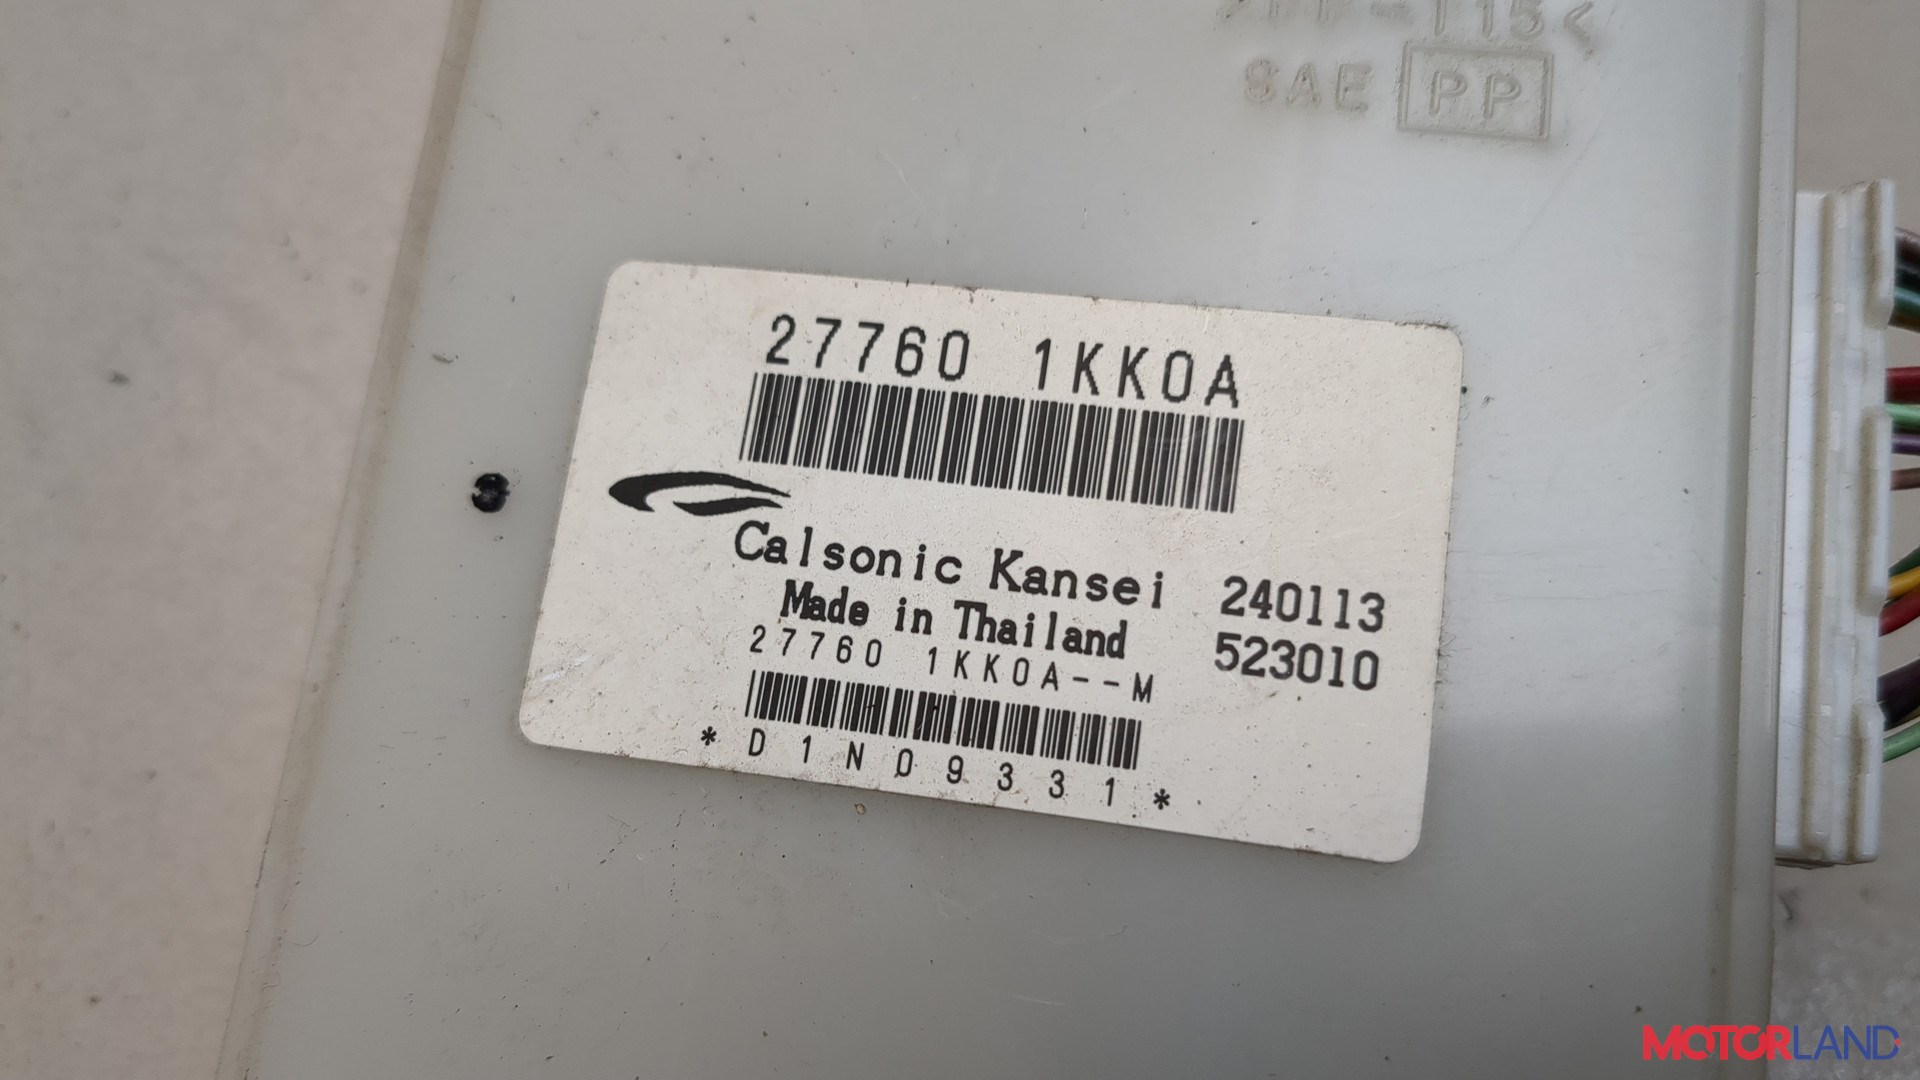 SAE PP
27760 1KK0A
Calsonic Kansei 240113
Made in Thailand 523010
27760 1KK0A--M
*D1N09331*
MOTORLAND